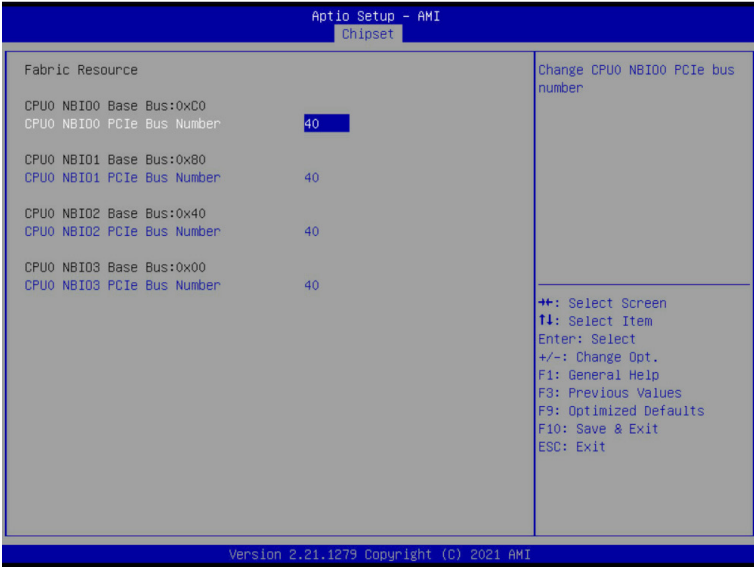 Aptio Setup - AMI
Chipset
Fabric Resource
CPU0 NBIO0 Base Bus:0xC0
CPU0 NBIO0 PCIe Bus Number 40
CPU0 NBIO1 Base Bus:0x80
CPU0 NBIO1 PCIe Bus Number 40
CPU0 NBIO2 Base Bus:0x40
CPU0 NBIO2 PCIe Bus Number 40
CPU0 NBIO3 Base Bus:0x00
CPU0 NBIO3 PCIe Bus Number 40
Change CPU0 NBIO0 PCIe bus
number
→←: Select Screen
↑↓: Select Item
Enter: Select
+/-: Change Opt.
F1: General Help
F3: Previous Values
F9: Optimized Defaults
F10: Save & Exit
ESC: Exit
Version 2.21.1279 Copyright (C) 2021 AMI